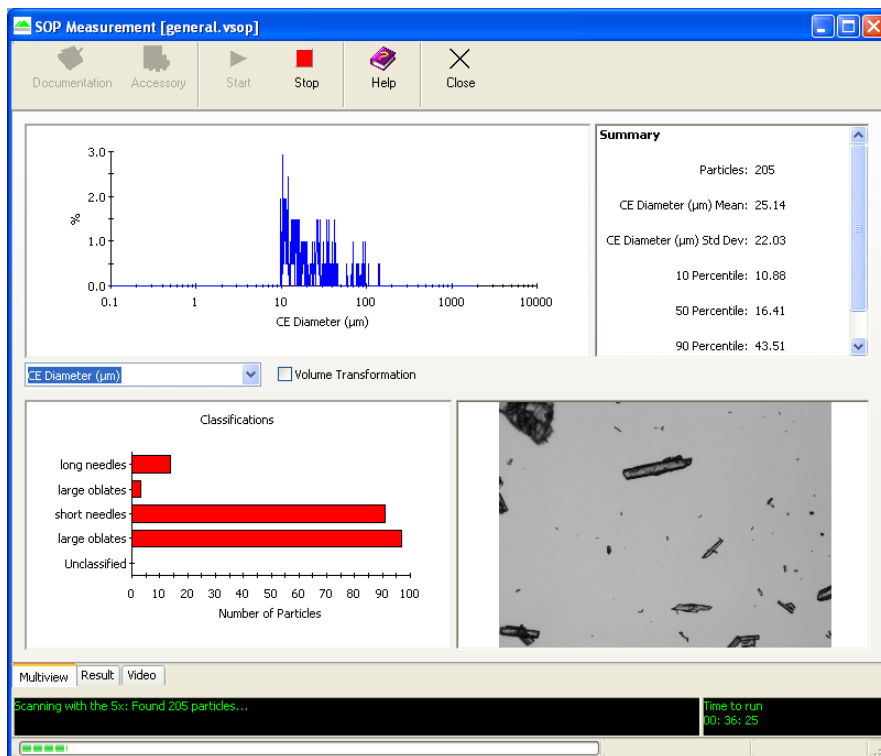 SOP Measurement [general.vsop]
Documentation Accessory Start Stop Help Close
3.0
2.0
1.0
0.0
%
0.1 1 10 100 1000 10000
CE Diameter (µm)
Summary
Particles: 205
CE Diameter (µm) Mean: 25.14
CE Diameter (µm) Std Dev: 22.03
10 Percentile: 10.88
50 Percentile: 16.41
90 Percentile: 43.51
CE Diameter (µm)
Volume Transformation
Classifications
long needles
large oblates
short needles
large oblates
Unclassified
0 10 20 30 40 50 60 70 80 90 100
Number of Particles
Multiview Result Video
Scanning with the 5x: Found 205 particles...
Time to run
00: 36: 25